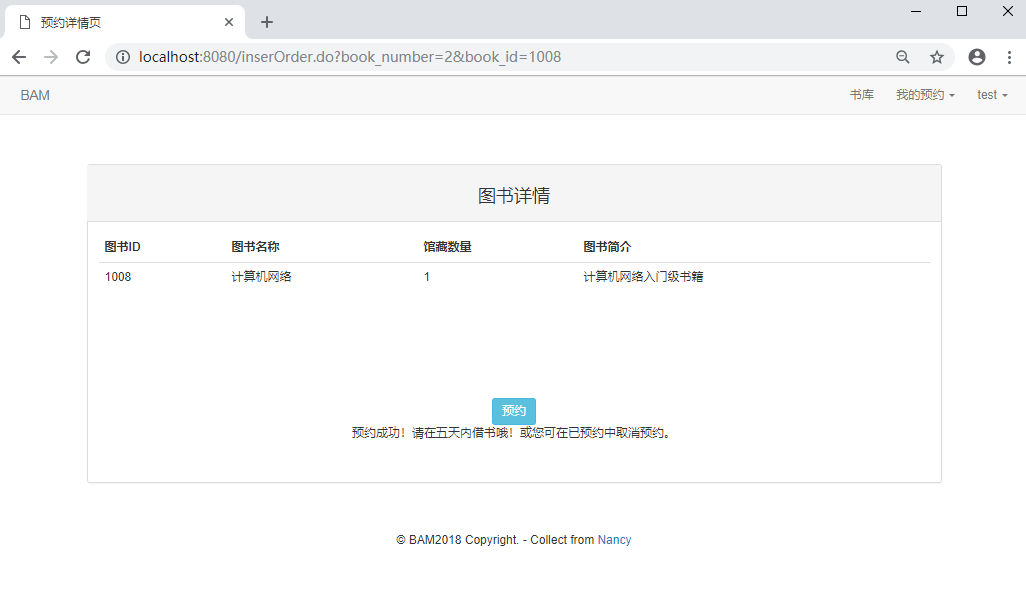 预约详情页
localhost:8080/inserOrder.do?book_number=2&book_id=1008
BAM 书库 我的预约 test
图书详情
图书ID 图书名称 馆藏数量 图书简介
1008 计算机网络 1 计算机网络入门级书籍
预约
预约成功！请在五天内借书哦！或您可在已预约中取消预约。
© BAM2018 Copyright. - Collect from Nancy